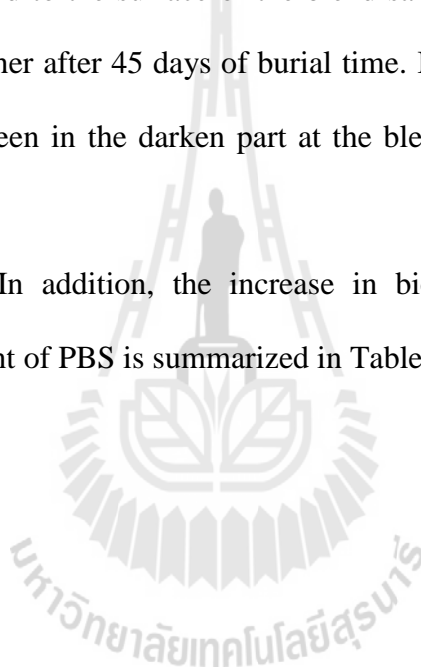 her after 45 days of burial time.
een in the darken part at the ble
In addition, the increase in bi
nt of PBS is summarized in Table
มหาวิทยาลัยเทคโนโลยีสุรนารี